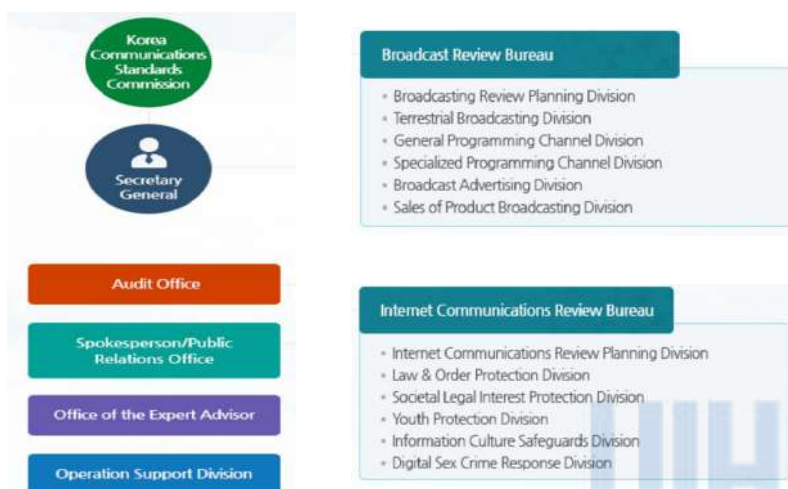 Korea
Communications
Standards
Commission
Secretary
General
Audit Office
Spokesperson/Public
Relations Office
Office of the Expert Advisor
Operation Support Division
Broadcast Review Bureau
Broadcasting Review Planning Division
Terrestrial Broadcasting Division
General Programming Channel Division
Specialized Programming Channel Division
Broadcast Advertising Division
Sales of Product Broadcasting Division
Internet Communications Review Bureau
Internet Communications Review Planning Division
Law & Order Protection Division
Societal Legal Interest Protection Division
Youth Protection Division
Information Culture Safeguards Division
Digital Sex Crime Response Division